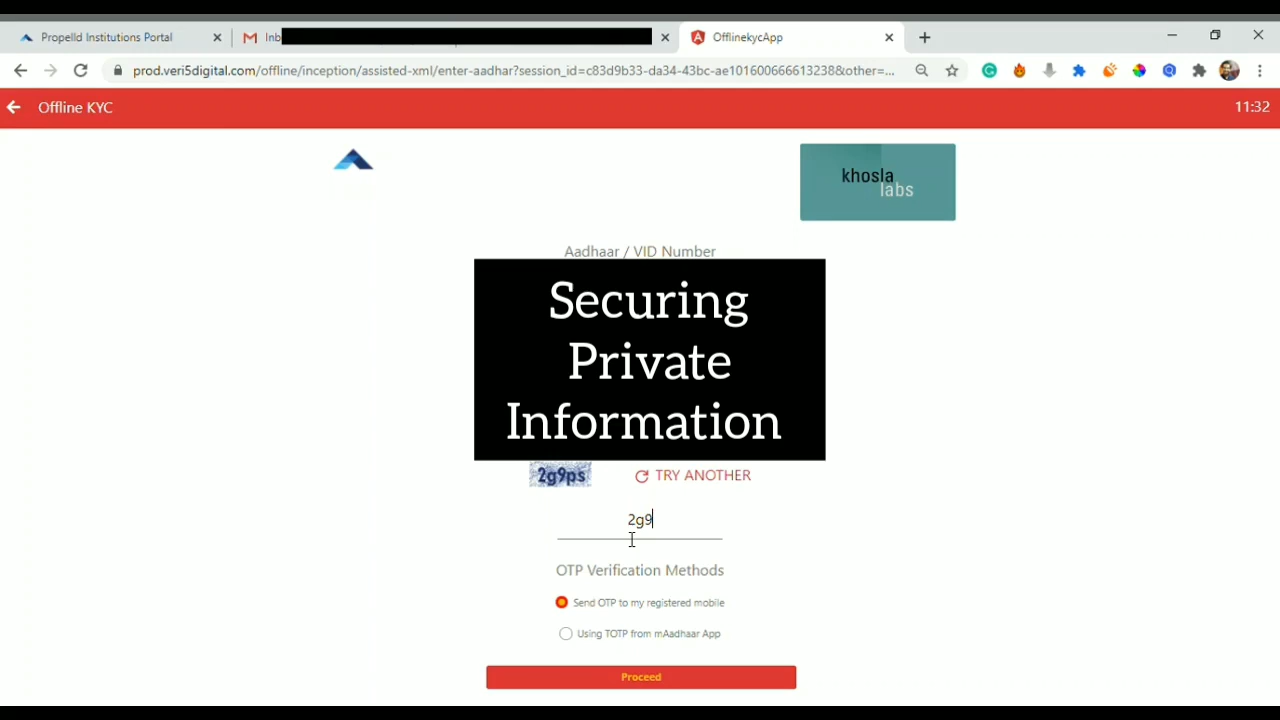 Propelld Institutions Portal
Inb
OfflinekycApp
prod.veri5digital.com/offline/inception/assisted-xml/enter-aadhar?session_id=c83d9b33-da34-43bc-ae101600666613238&other=...
Offline KYC
11:32
khosla
labs
Aadhaar / VID Number
Securing
Private
Information
2g9ps
TRY ANOTHER
2g9
OTP Verification Methods
Send OTP to my registered mobile
Using TOTP from mAadhaar App
Proceed